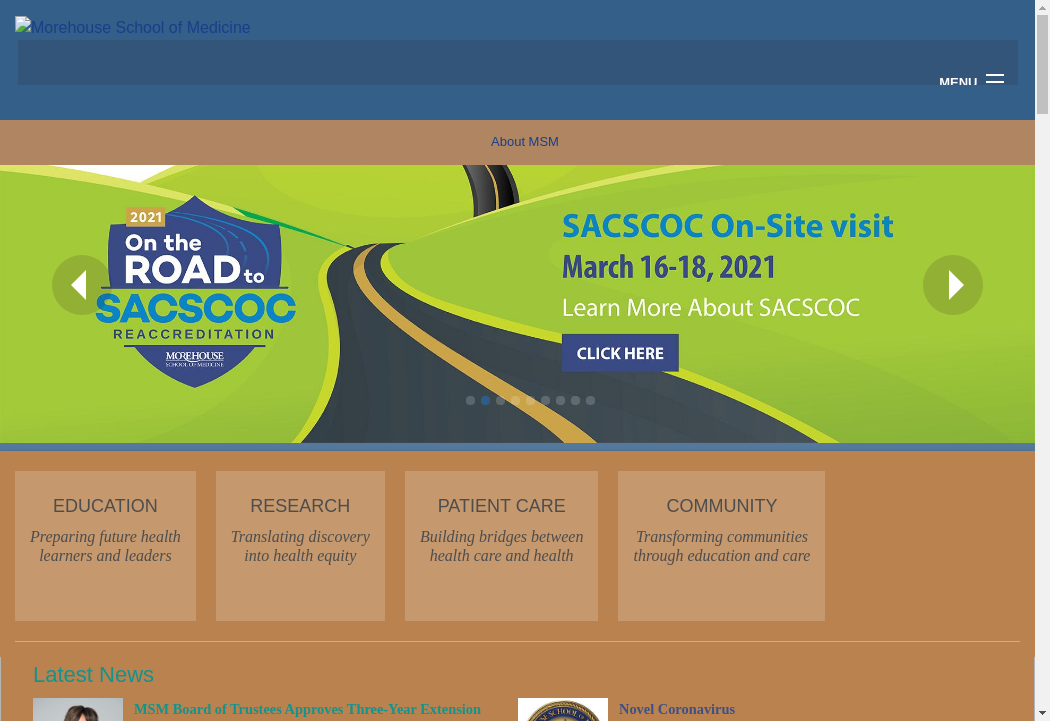 Morehouse School of Medicine
MENU
About MSM
2021
On the
ROAD to
SACSCOC
REACCREDITATION
MOREHOUSE
SCHOOL OF MEDICINE
SACSCOC On-Site visit
March 16-18, 2021
Learn More About SACSCOC
CLICK HERE
EDUCATION
Preparing future health
learners and leaders
RESEARCH
Translating discovery
into health equity
PATIENT CARE
Building bridges between
health care and health
COMMUNITY
Transforming communities
through education and care
Latest News
MSM Board of Trustees Approves Three-Year Extension
Novel Coronavirus